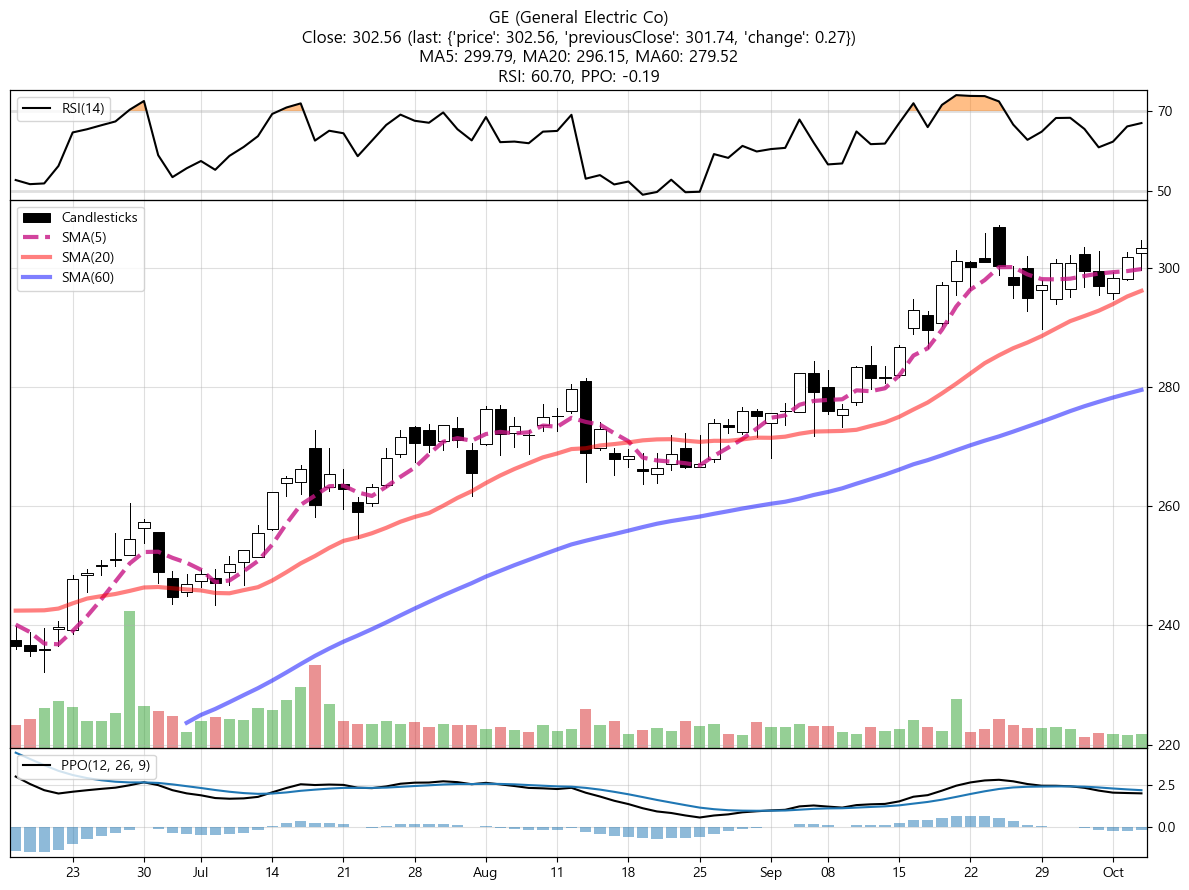 GE (General Electric Co)
Close: 302.56 (last: {'price': 302.56, 'previousClose': 301.74, 'change': 0.27})
MA5: 299.79, MA20: 296.15, MA60: 279.52
RSI: 60.70, PPO: -0.19
RSI(14)
70
50
Candlesticks
SMA(5)
SMA(20)
SMA(60)
300
280
260
240
220
PPO(12, 26, 9)
2.5
0.0
23 30 Jul 14 21 28 Aug 11 18 25 Sep 08 15 22 29 Oct